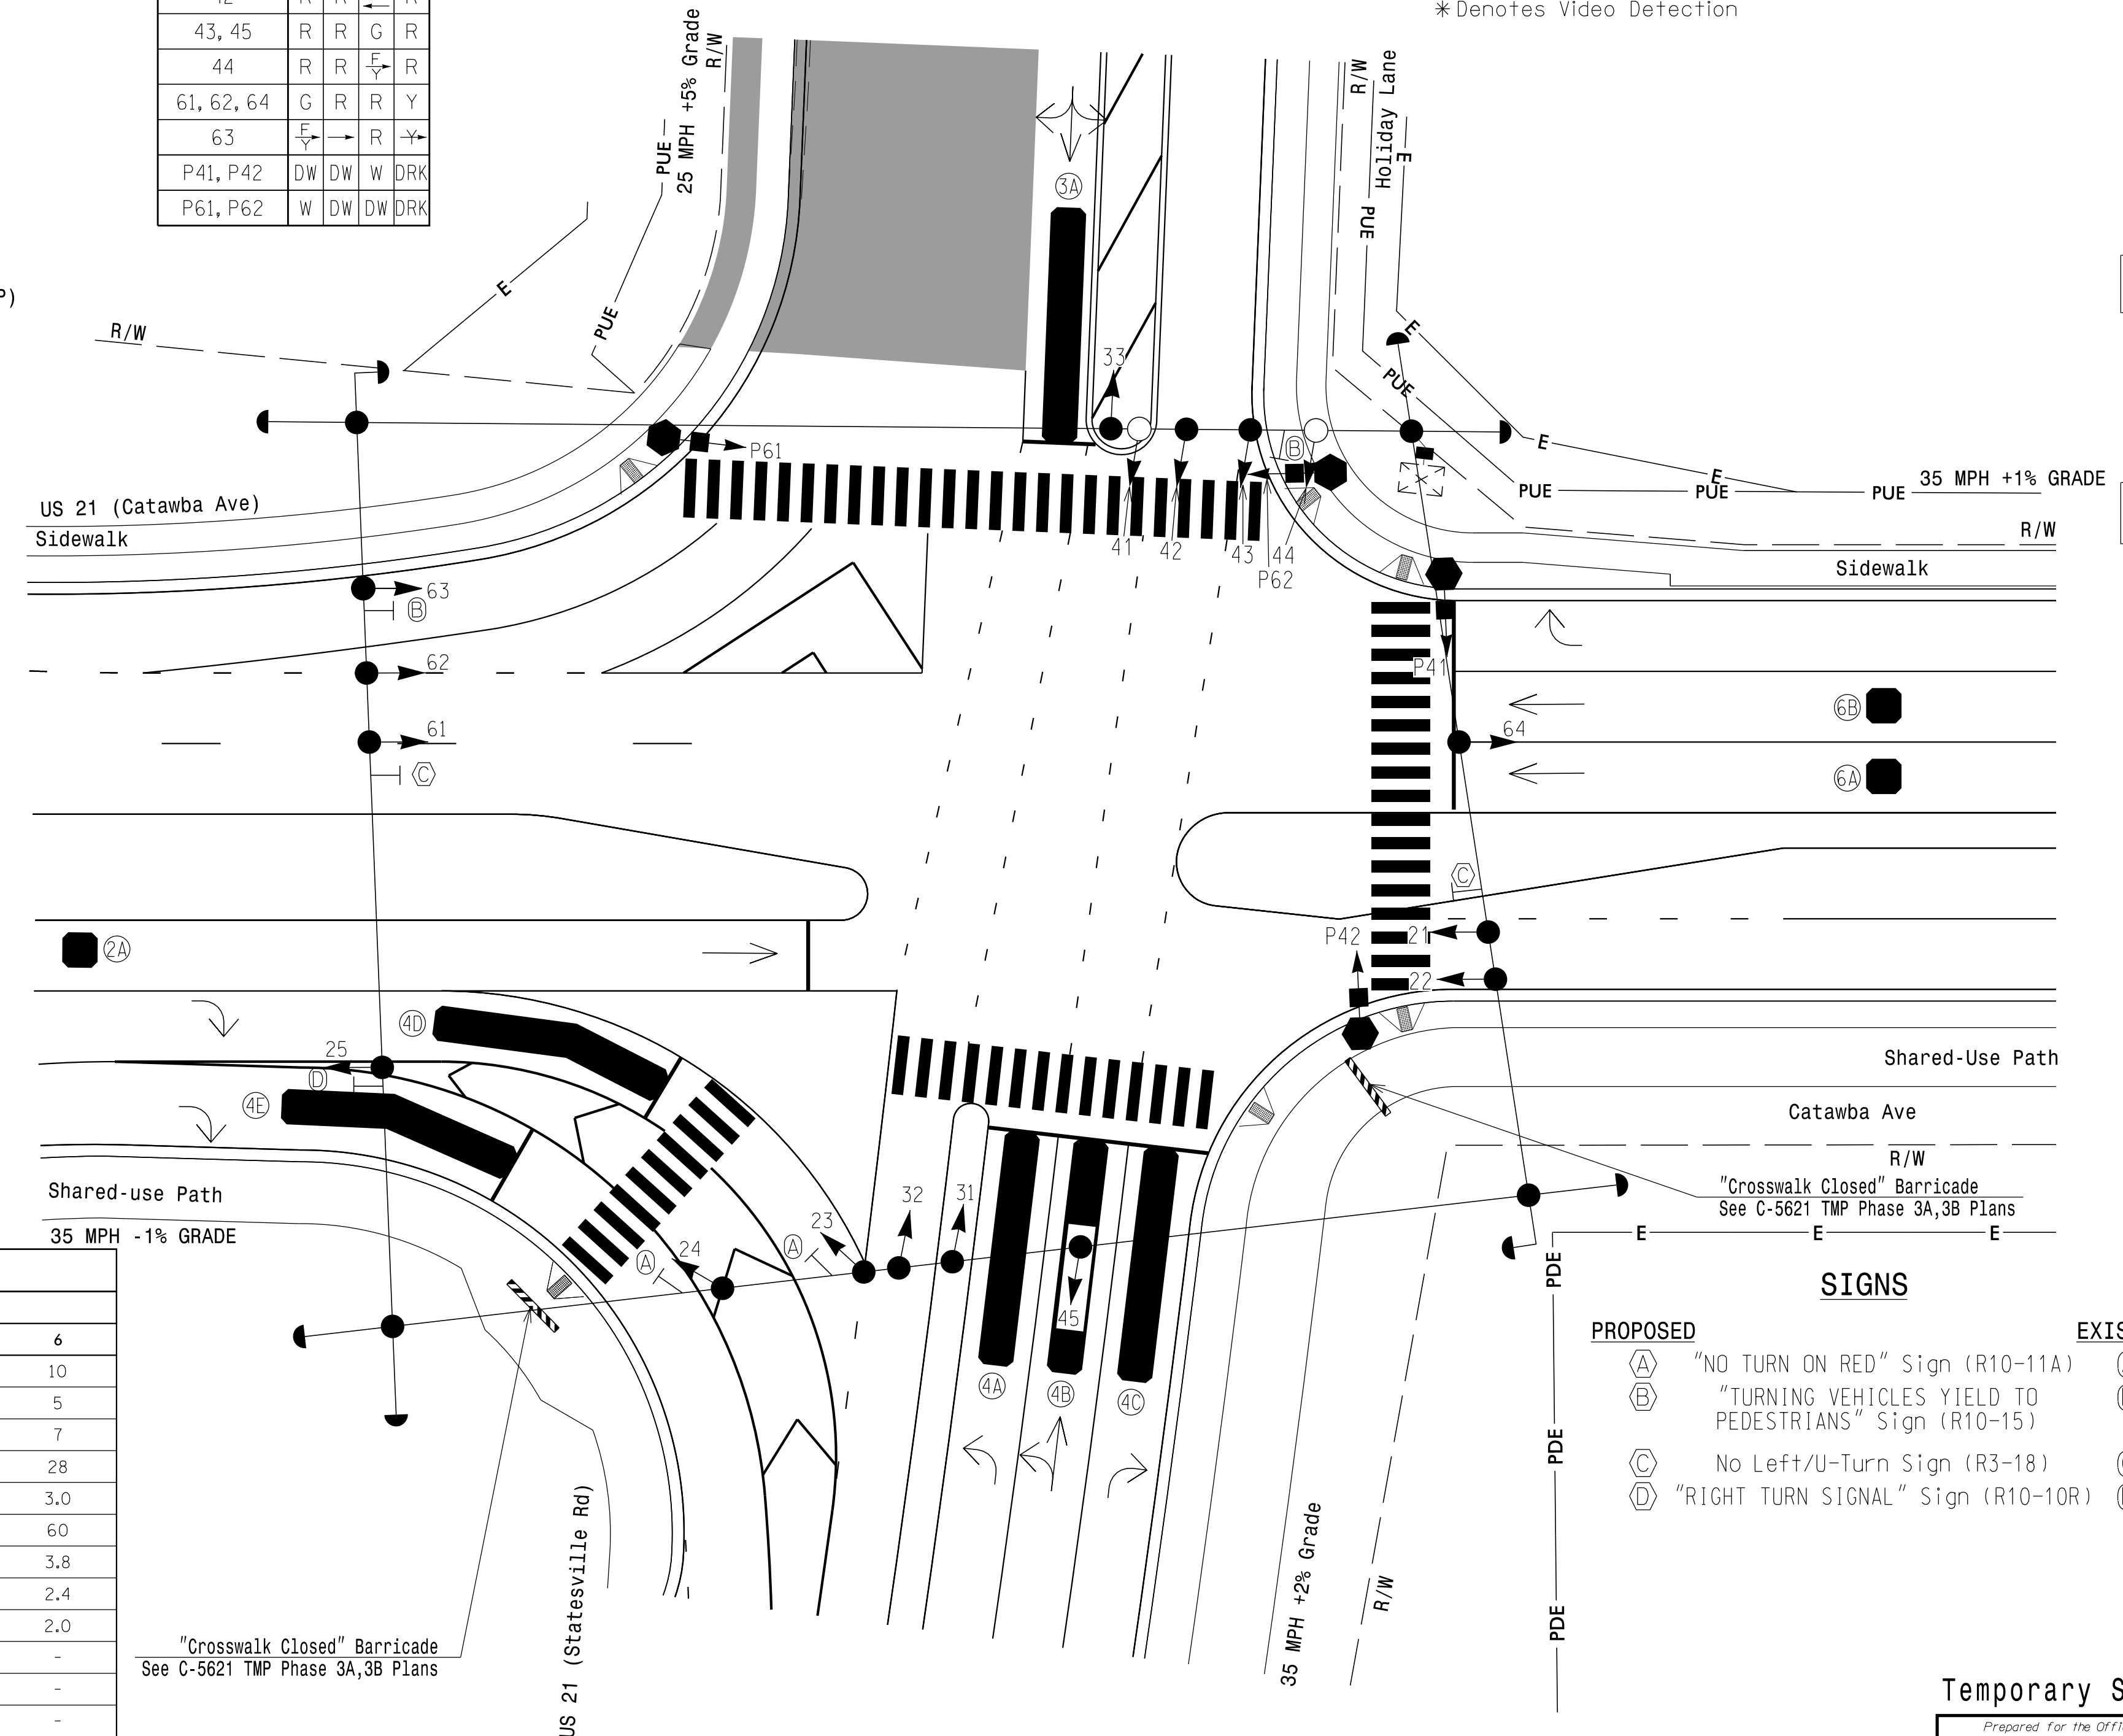 * Denotes Video Detection
43, 45 R R G R
44 R R F Y R
61, 62, 64 G R R Y
63 F Y R Y
P41, P42 DW DW W DRK
P61, P62 W DW DW DRK
R/W
25 MPH +5% Grade
PUE
E
PUE
R/W
3A
R/W
Holiday Lane
E
PUE
E
PUE
E
E
PUE
PUE
PUE
35 MPH +1% GRADE
R/W
33
P61
B
US 21 (Catawba Ave)
Sidewalk
41
42
43
44
P62
Sidewalk
63
B
62
61
C
P41
6B
64
6A
C
2A
P42
21
22
4D
25
D
4E
Shared-Use Path
Catawba Ave
R/W
Shared-use Path
35 MPH -1% GRADE
"Crosswalk Closed" Barricade
See C-5621 TMP Phase 3A,3B Plans
E
E
E
32
31
23
A
24
A
45
4A
4B
4C
6
10
5
7
28
3.0
60
3.8
2.4
2.0
-
-
-
PDE
PDE
PDE
SIGNS
PROPOSED
A "NO TURN ON RED" Sign (R10-11A)
B "TURNING VEHICLES YIELD TO
PEDESTRIANS" Sign (R10-15)
C No Left/U-Turn Sign (R3-18)
D "RIGHT TURN SIGNAL" Sign (R10-10R)
US 21 (Statesville Rd)
35 MPH +2% Grade
R/W
"Crosswalk Closed" Barricade
See C-5621 TMP Phase 3A,3B Plans
Temporary S
Prepared for the Offi